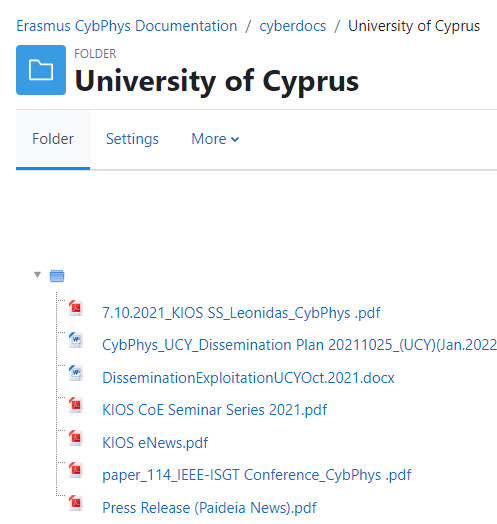 Erasmus CybPhys Documentation / cyberdocs / University of Cyprus
FOLDER
University of Cyprus
Folder Settings More
7.10.2021_KIOS SS_Leonidas_CybPhys .pdf
CybPhys_UCY_Dissemination Plan 20211025_(UCY)(Jan.2022
DisseminationExploitationUCYOct.2021.docx
KIOS CoE Seminar Series 2021.pdf
KIOS eNews.pdf
paper_114_IEEE-ISGT Conference_CybPhys .pdf
Press Release (Paideia News).pdf